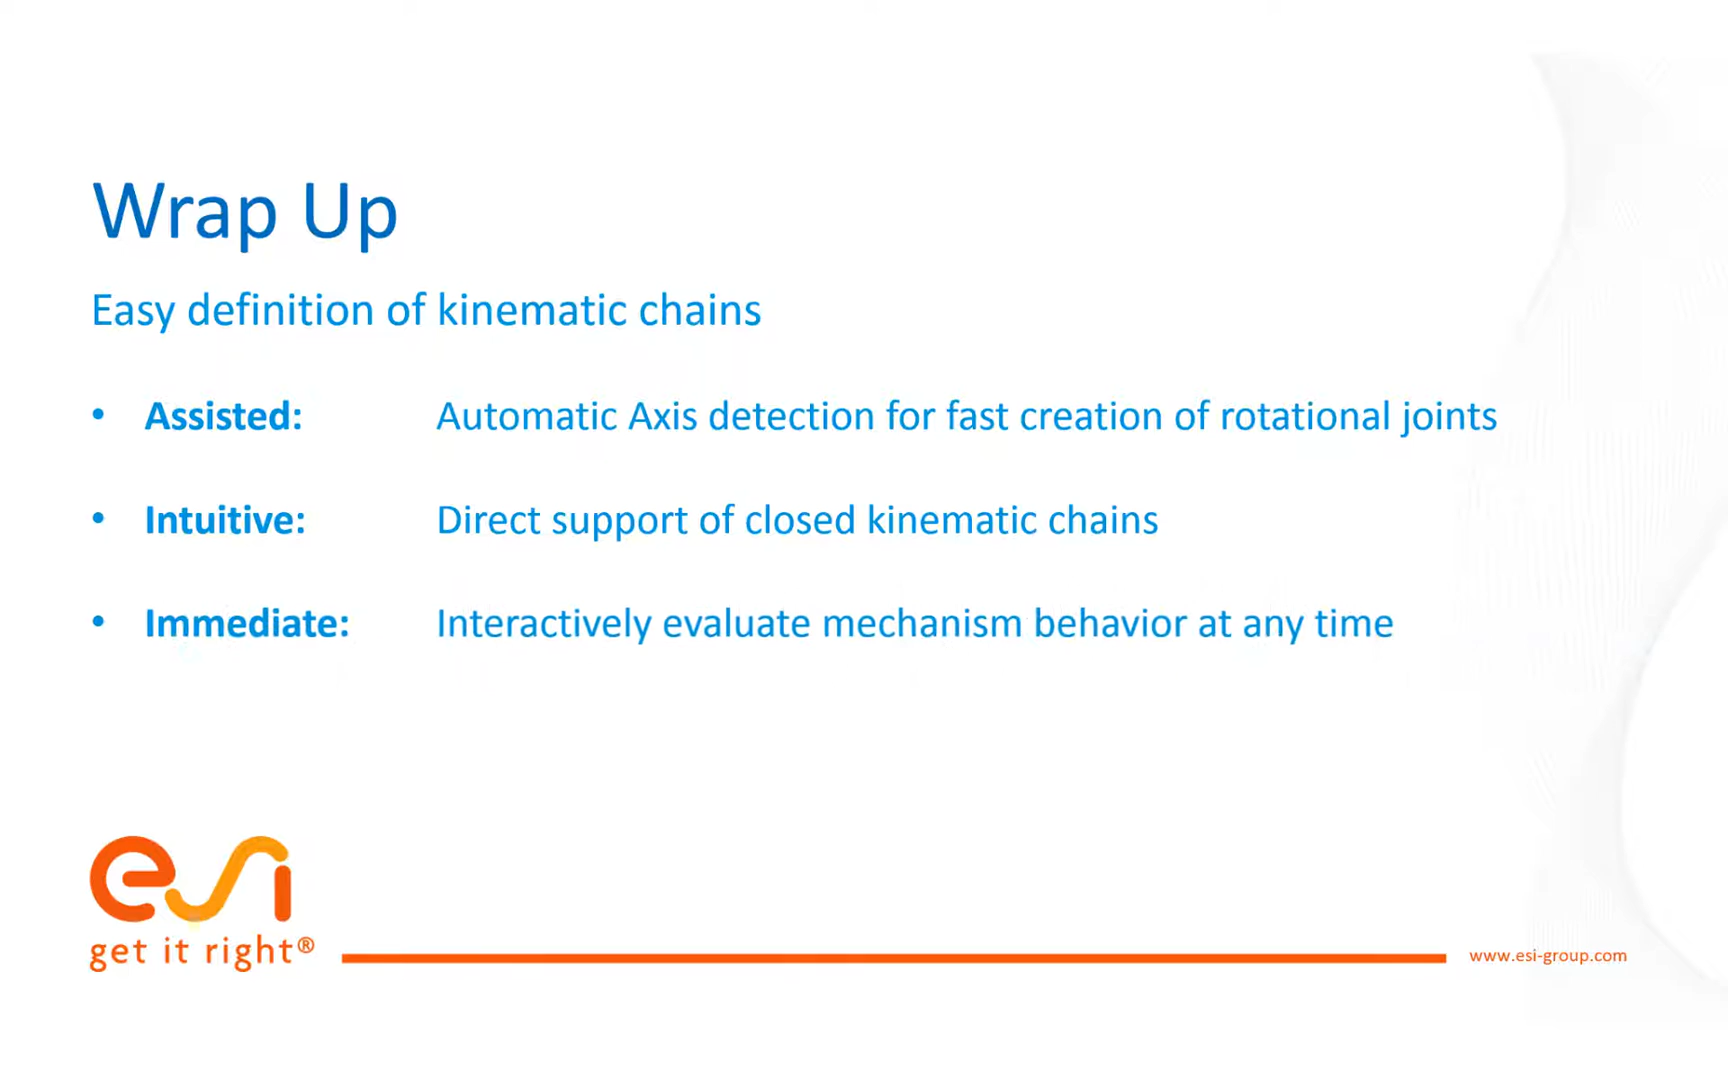 Wrap Up
Easy definition of kinematic chains
• Assisted: Automatic Axis detection for fast creation of rotational joints
• Intuitive: Direct support of closed kinematic chains
• Immediate: Interactively evaluate mechanism behavior at any time
esi
get it right®
www.esi-group.com